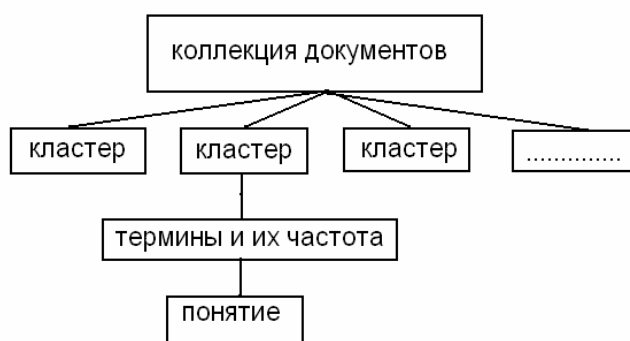 коллекция документов
кластер
кластер
кластер
..............
термины и их частота
понятие